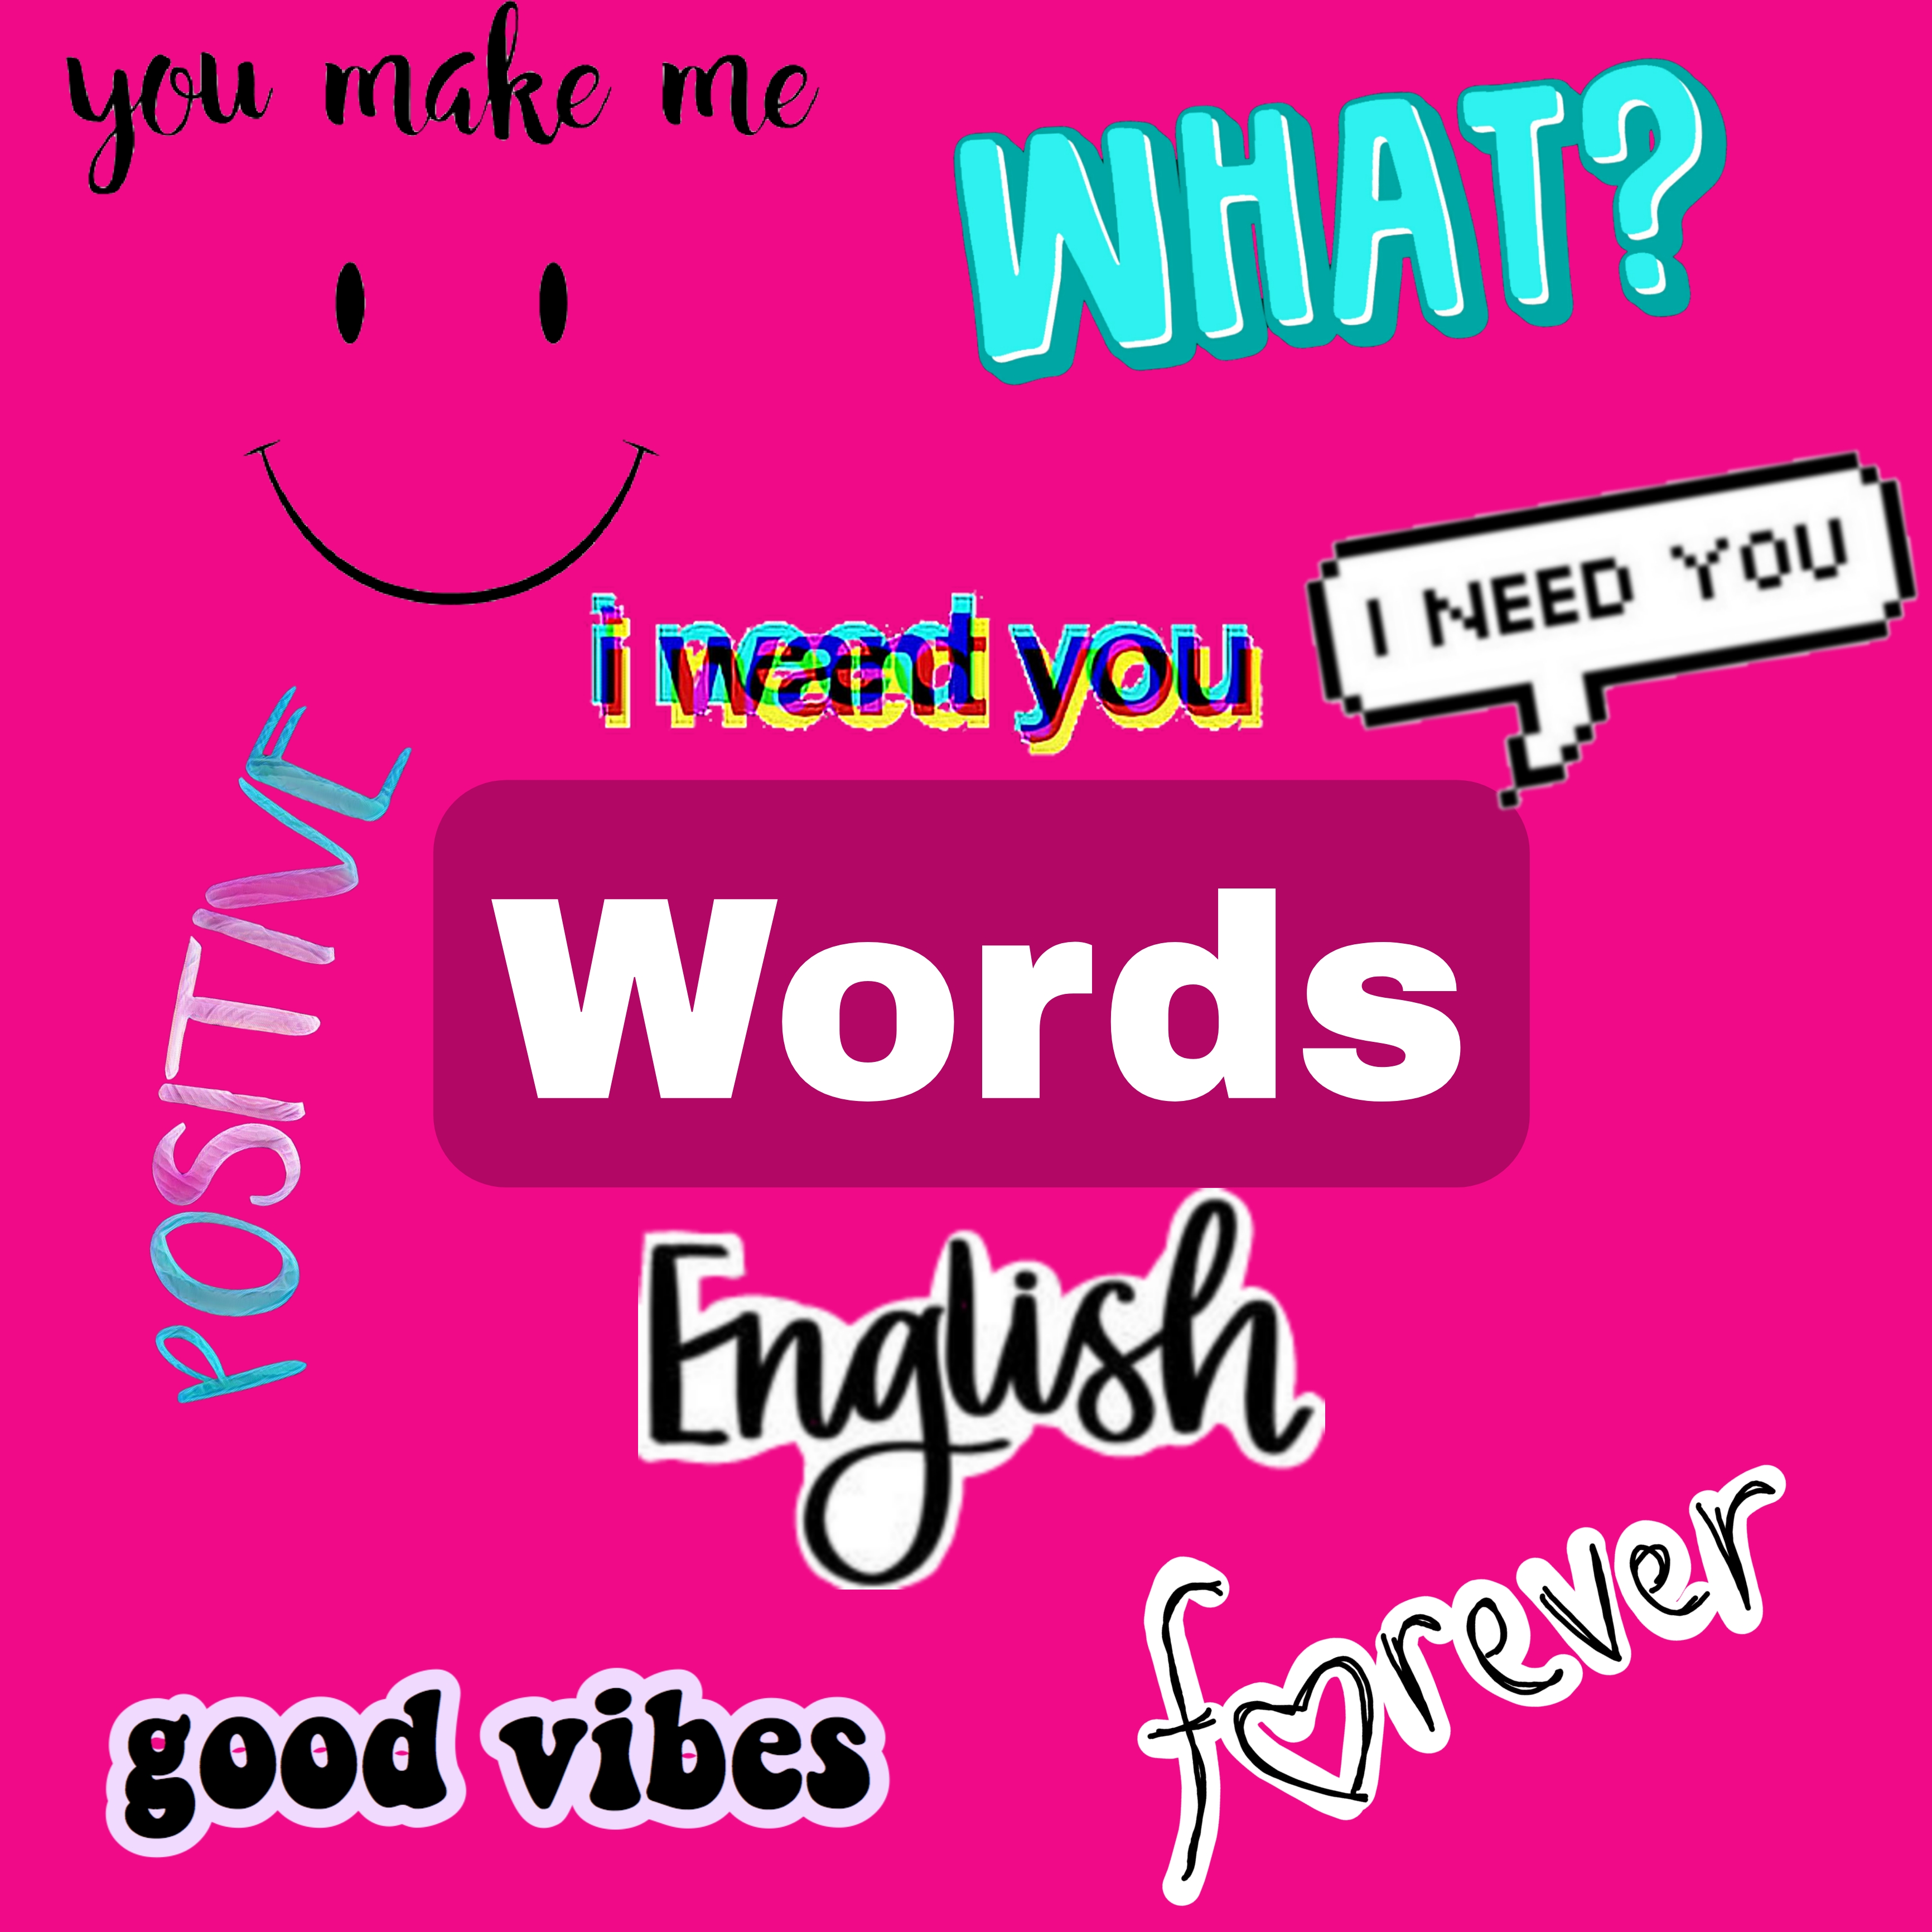 you make me
WHAT?
I NEED YOU
i need you
POSITIVE
Words
English
forever
good vibes